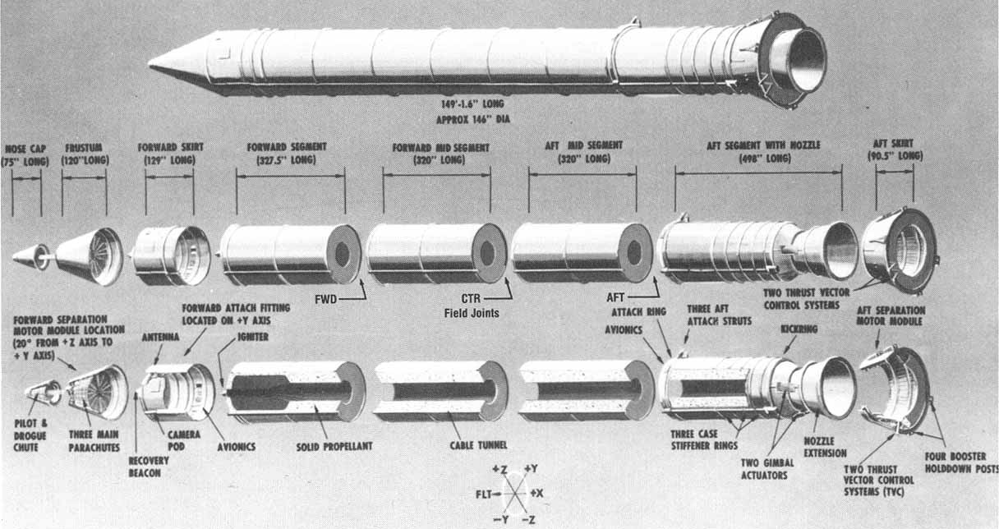 149'-1.6" LONG
APPROX 146" DIA
NOSE CAP
(75" LONG)
FRUSTUM
(120"LONG)
FORWARD SKIRT
(129" LONG)
FORWARD SEGMENT
(327.5" LONG)
FORWARD MID SEGMENT
(320" LONG)
AFT MID SEGMENT
(320" LONG)
AFT SEGMENT WITH NOZZLE
(498" LONG)
AFT SKIRT
(90.5" LONG)
FWD
CTR
Field Joints
AFT
TWO THRUST VECTOR
CONTROL SYSTEMS
FORWARD SEPARATION
MOTOR MODULE LOCATION
(20° FROM +Z AXIS TO
+ Y AXIS)
ANTENNA
FORWARD ATTACH FITTING
LOCATED ON +Y AXIS
IGNITER
ATTACH RING
AVIONICS
THREE AFT
ATTACH STRUTS
KICKRING
AFT SEPARATION
MOTOR MODULE
PILOT &
DROGUE
CHUTE
THREE MAIN
PARACHUTES
RECOVERY
BEACON
CAMERA
POD
AVIONICS
SOLID PROPELLANT
CABLE TUNNEL
THREE CASE
STIFFENER RINGS
TWO GIMBAL
ACTUATORS
NOZZLE
EXTENSION
TWO THRUST
VECTOR CONTROL
SYSTEMS (TVC)
FOUR BOOSTER
HOLDDOWN POSTS
+Z +Y
FLT +X
-Y -Z